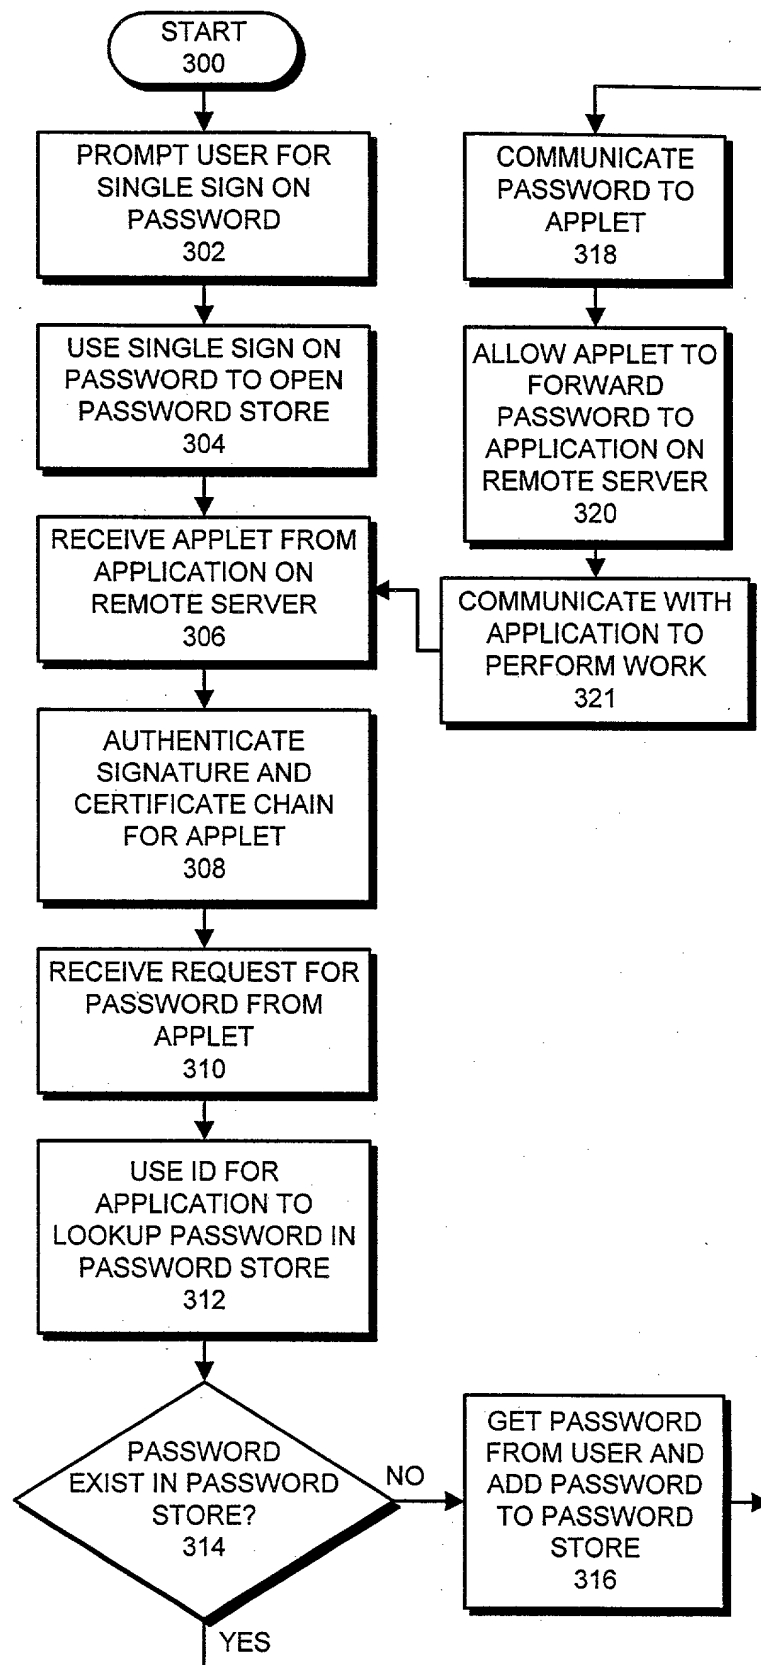 START
300
PROMPT USER FOR
SINGLE SIGN ON
PASSWORD
302
USE SINGLE SIGN ON
PASSWORD TO OPEN
PASSWORD STORE
304
RECEIVE APPLET FROM
APPLICATION ON
REMOTE SERVER
306
AUTHENTICATE
SIGNATURE AND
CERTIFICATE CHAIN
FOR APPLET
308
RECEIVE REQUEST FOR
PASSWORD FROM
APPLET
310
USE ID FOR
APPLICATION TO
LOOKUP PASSWORD IN
PASSWORD STORE
312
PASSWORD
EXIST IN PASSWORD
STORE?
314
NO
YES
GET PASSWORD
FROM USER AND
ADD PASSWORD
TO PASSWORD
STORE
316
COMMUNICATE
PASSWORD TO
APPLET
318
ALLOW APPLET TO
FORWARD
PASSWORD TO
APPLICATION ON
REMOTE SERVER
320
COMMUNICATE WITH
APPLICATION TO
PERFORM WORK
321